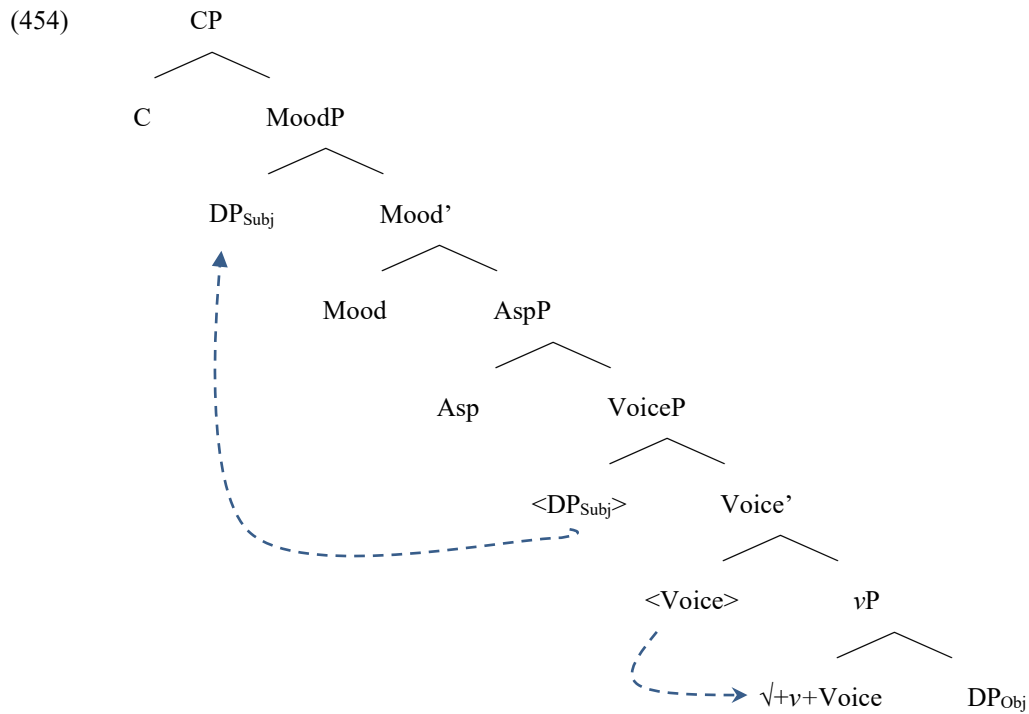 (454) CP
C MoodP
DPSubj Mood’
Mood AspP
Asp VoiceP
<DPSubj> Voice’
<Voice> vP
√+v+Voice DPObj